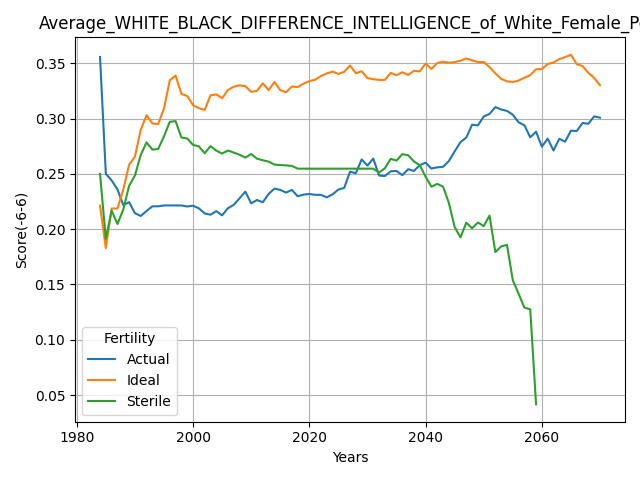 Average_WHITE_BLACK_DIFFERENCE_INTELLIGENCE_of_White_Female_P
Score(-6-6)
0.35
0.30
0.25
0.20
0.15
0.10
0.05
Fertility
Actual
Ideal
Sterile
1980 2000 2020 2040 2060
Years